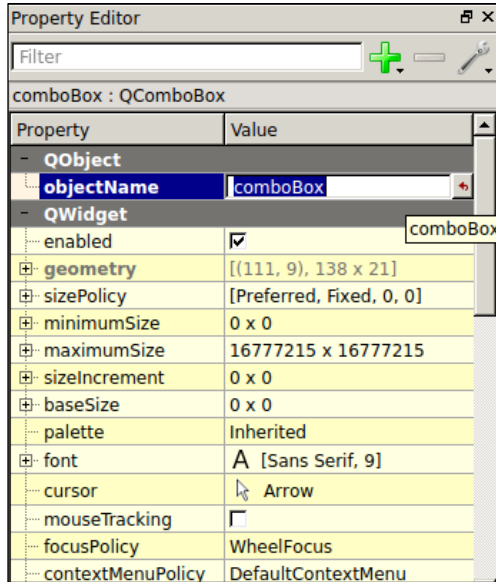 Property Editor
Filter
comboBox : QComboBox
Property Value
QObject
objectName comboBox
QWidget
comboBox
enabled
geometry [(111, 9), 138 x 21]
sizePolicy [Preferred, Fixed, 0, 0]
minimumSize 0 x 0
maximumSize 16777215 x 16777215
sizeIncrement 0 x 0
baseSize 0 x 0
palette Inherited
font A [Sans Serif, 9]
cursor Arrow
mouseTracking
focusPolicy WheelFocus
contextMenuPolicy DefaultContextMenu